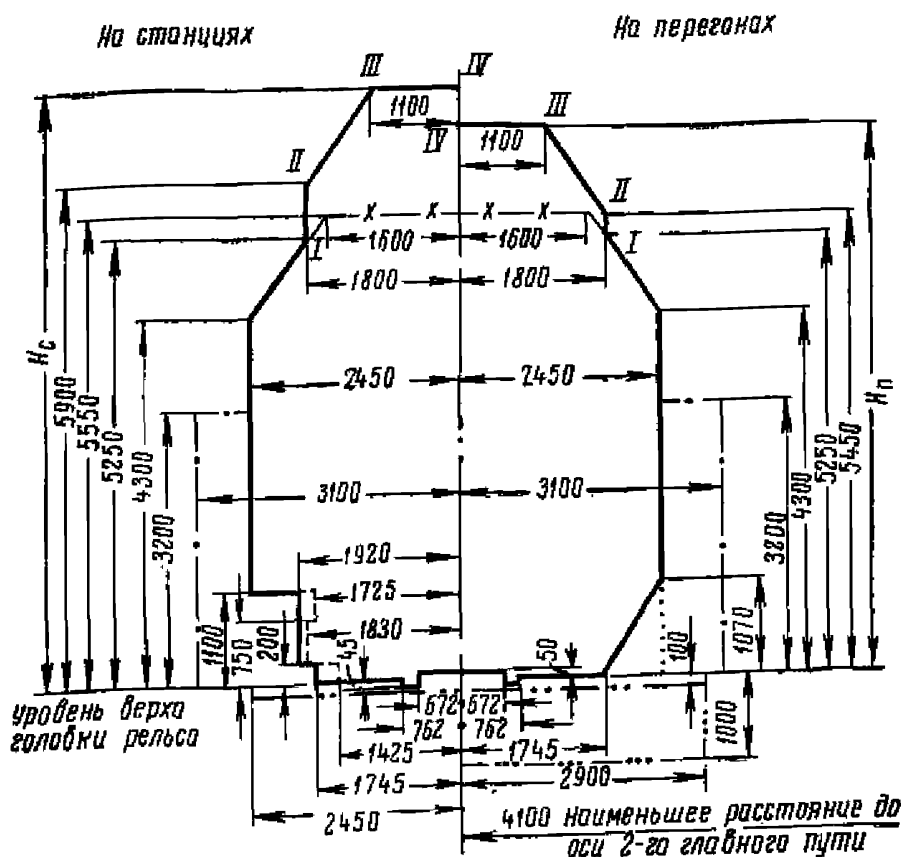 На станциях
На перегонах
III
IV
1100
IV
III
1100
II
II
x x x x
1600
1600
I
I
1800
1800
Hс
5900
5550
5250
4300
3200
2450
2450
3100
3100
Hп
5450
5250
4300
3200
1920
1725
1830
1100
150
200
45
50
100
1070
1000
672
672
762
762
1425
1745
1745
2900
2450
Уровень верха
головки рельса
4100 наименьшее расстояние до
оси 2-го главного пути